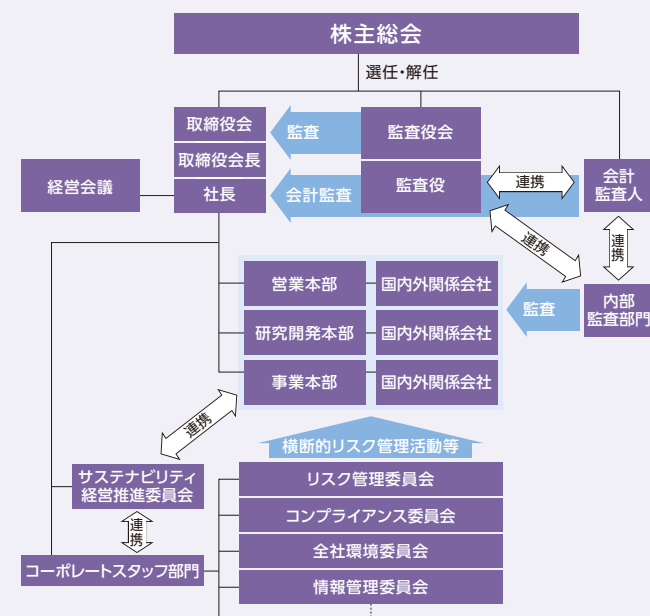 株主総会
選任・解任
取締役会
監査
監査役会
取締役会長
経営会議
社長
会計監査
監査役
連携
会計
監査人
連携
連携
営業本部
国内外関係会社
監査
内部
監査部門
研究開発本部
国内外関係会社
事業本部
国内外関係会社
連携
横断的リスク管理活動等
サステナビリティ
経営推進委員会
リスク管理委員会
コンプライアンス委員会
連携
全社環境委員会
コーポレートスタッフ部門
情報管理委員会